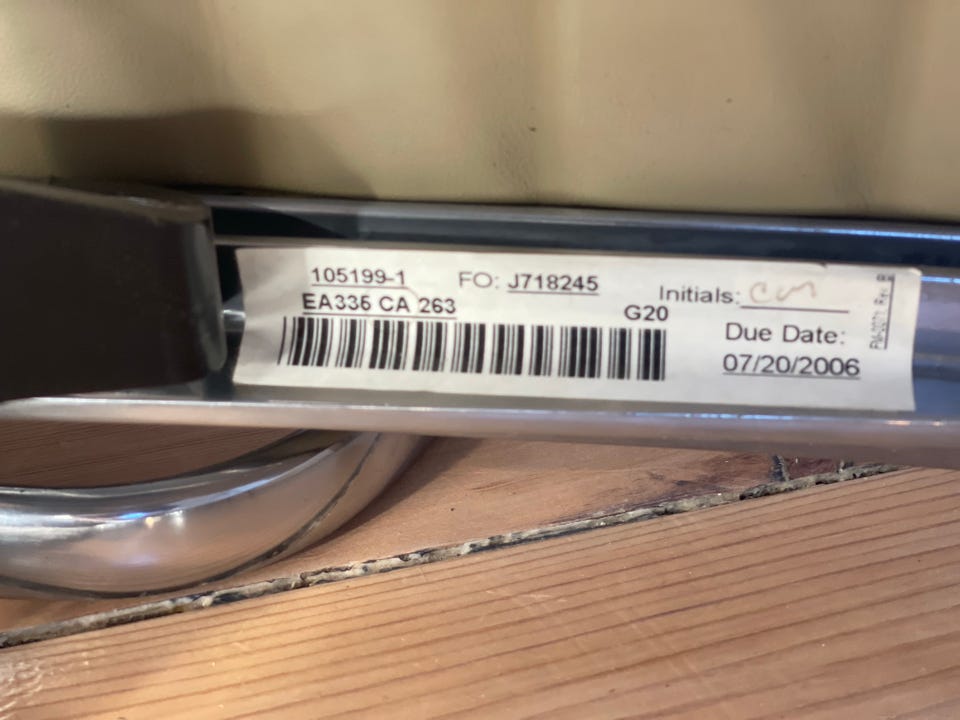 105199-1 FO: J718245 Initials:
EA335 CA 263 G20
Due Date:
07/20/2006